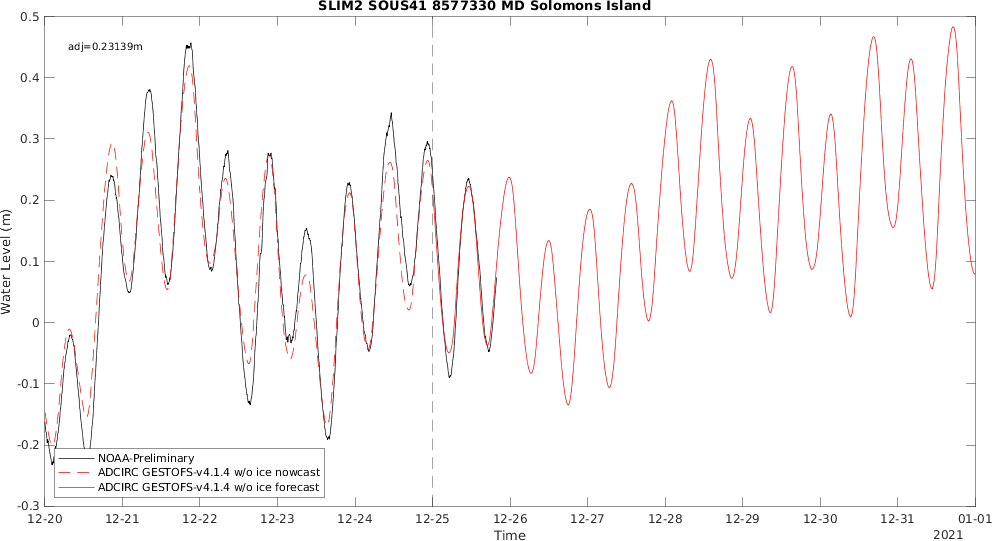 SLIM2 SOUS41 8577330 MD Solomons Island
adj=0.23139m
Water Level (m)
0.5
0.4
0.3
0.2
0.1
0
-0.1
-0.2
-0.3
NOAA-Preliminary
ADCIRC GESTOFS-v4.1.4 w/o ice nowcast
ADCIRC GESTOFS-v4.1.4 w/o ice forecast
12-20 12-21 12-22 12-23 12-24 12-25 12-26 12-27 12-28 12-29 12-30 12-31 01-01
Time
2021